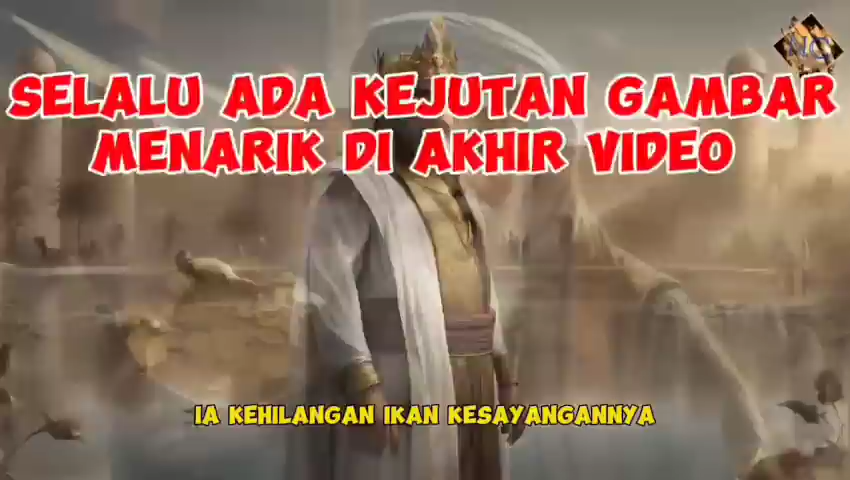 SELALU ADA KEJUTAN GAMBAR
MENARIK DI AKHIR VIDEO
IA KEHILANGAN IKAN KESAYANGANNYA